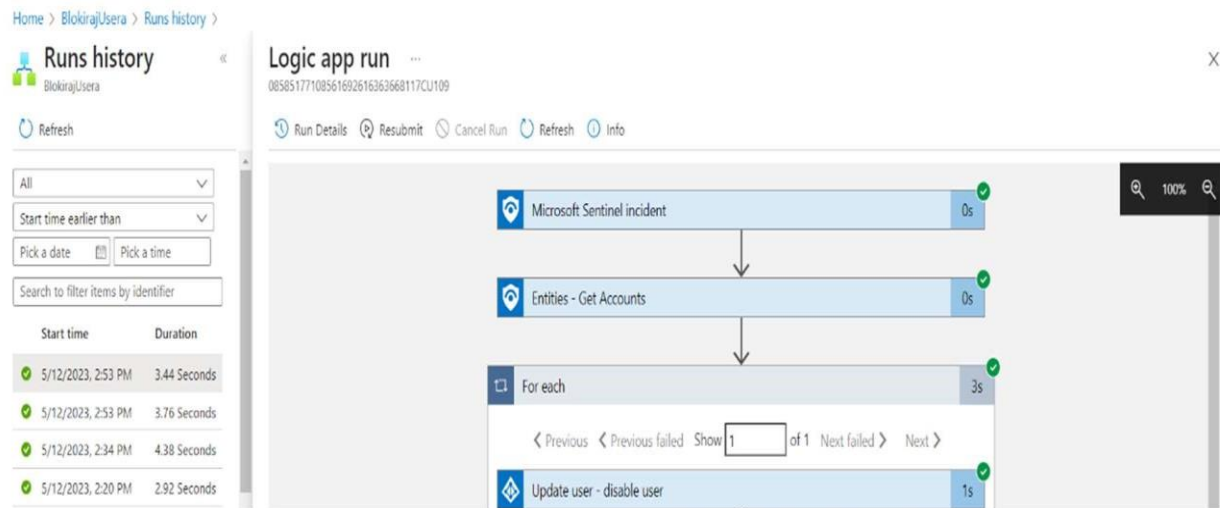 Home > BlokirajUsera > Runs history >
Runs history
«
BlokirajUsera
Refresh
All
Start time earlier than
Pick a date
Pick a time
Search to filter items by identifier
Start time Duration
5/12/2023, 2:53 PM 3.44 Seconds
5/12/2023, 2:53 PM 3.76 Seconds
5/12/2023, 2:34 PM 4.38 Seconds
5/12/2023, 2:20 PM 2.92 Seconds
Logic app run ...
X
Run Details Resubmit Cancel Run Refresh Info
100%
Microsoft Sentinel incident 0s
Entities - Get Accounts 0s
For each 3s
Previous Previous failed Show 1 of 1 Next failed Next
Update user - disable user 1s